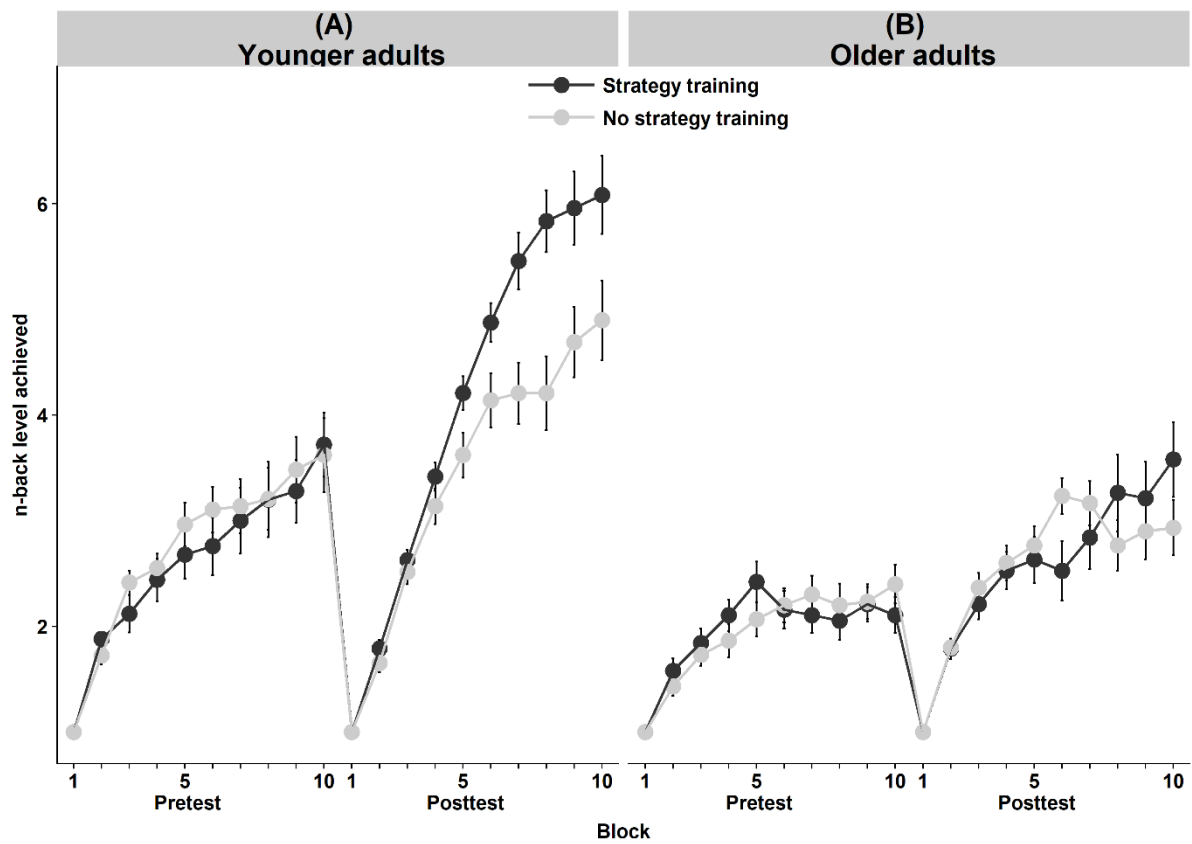 (A)
Younger adults
(B)
Older adults
Strategy training
No strategy training
n-back level achieved
6
4
2
1 5 10 1 5 10
Pretest Posttest
1 5 10 1 5 10
Pretest Posttest
Block